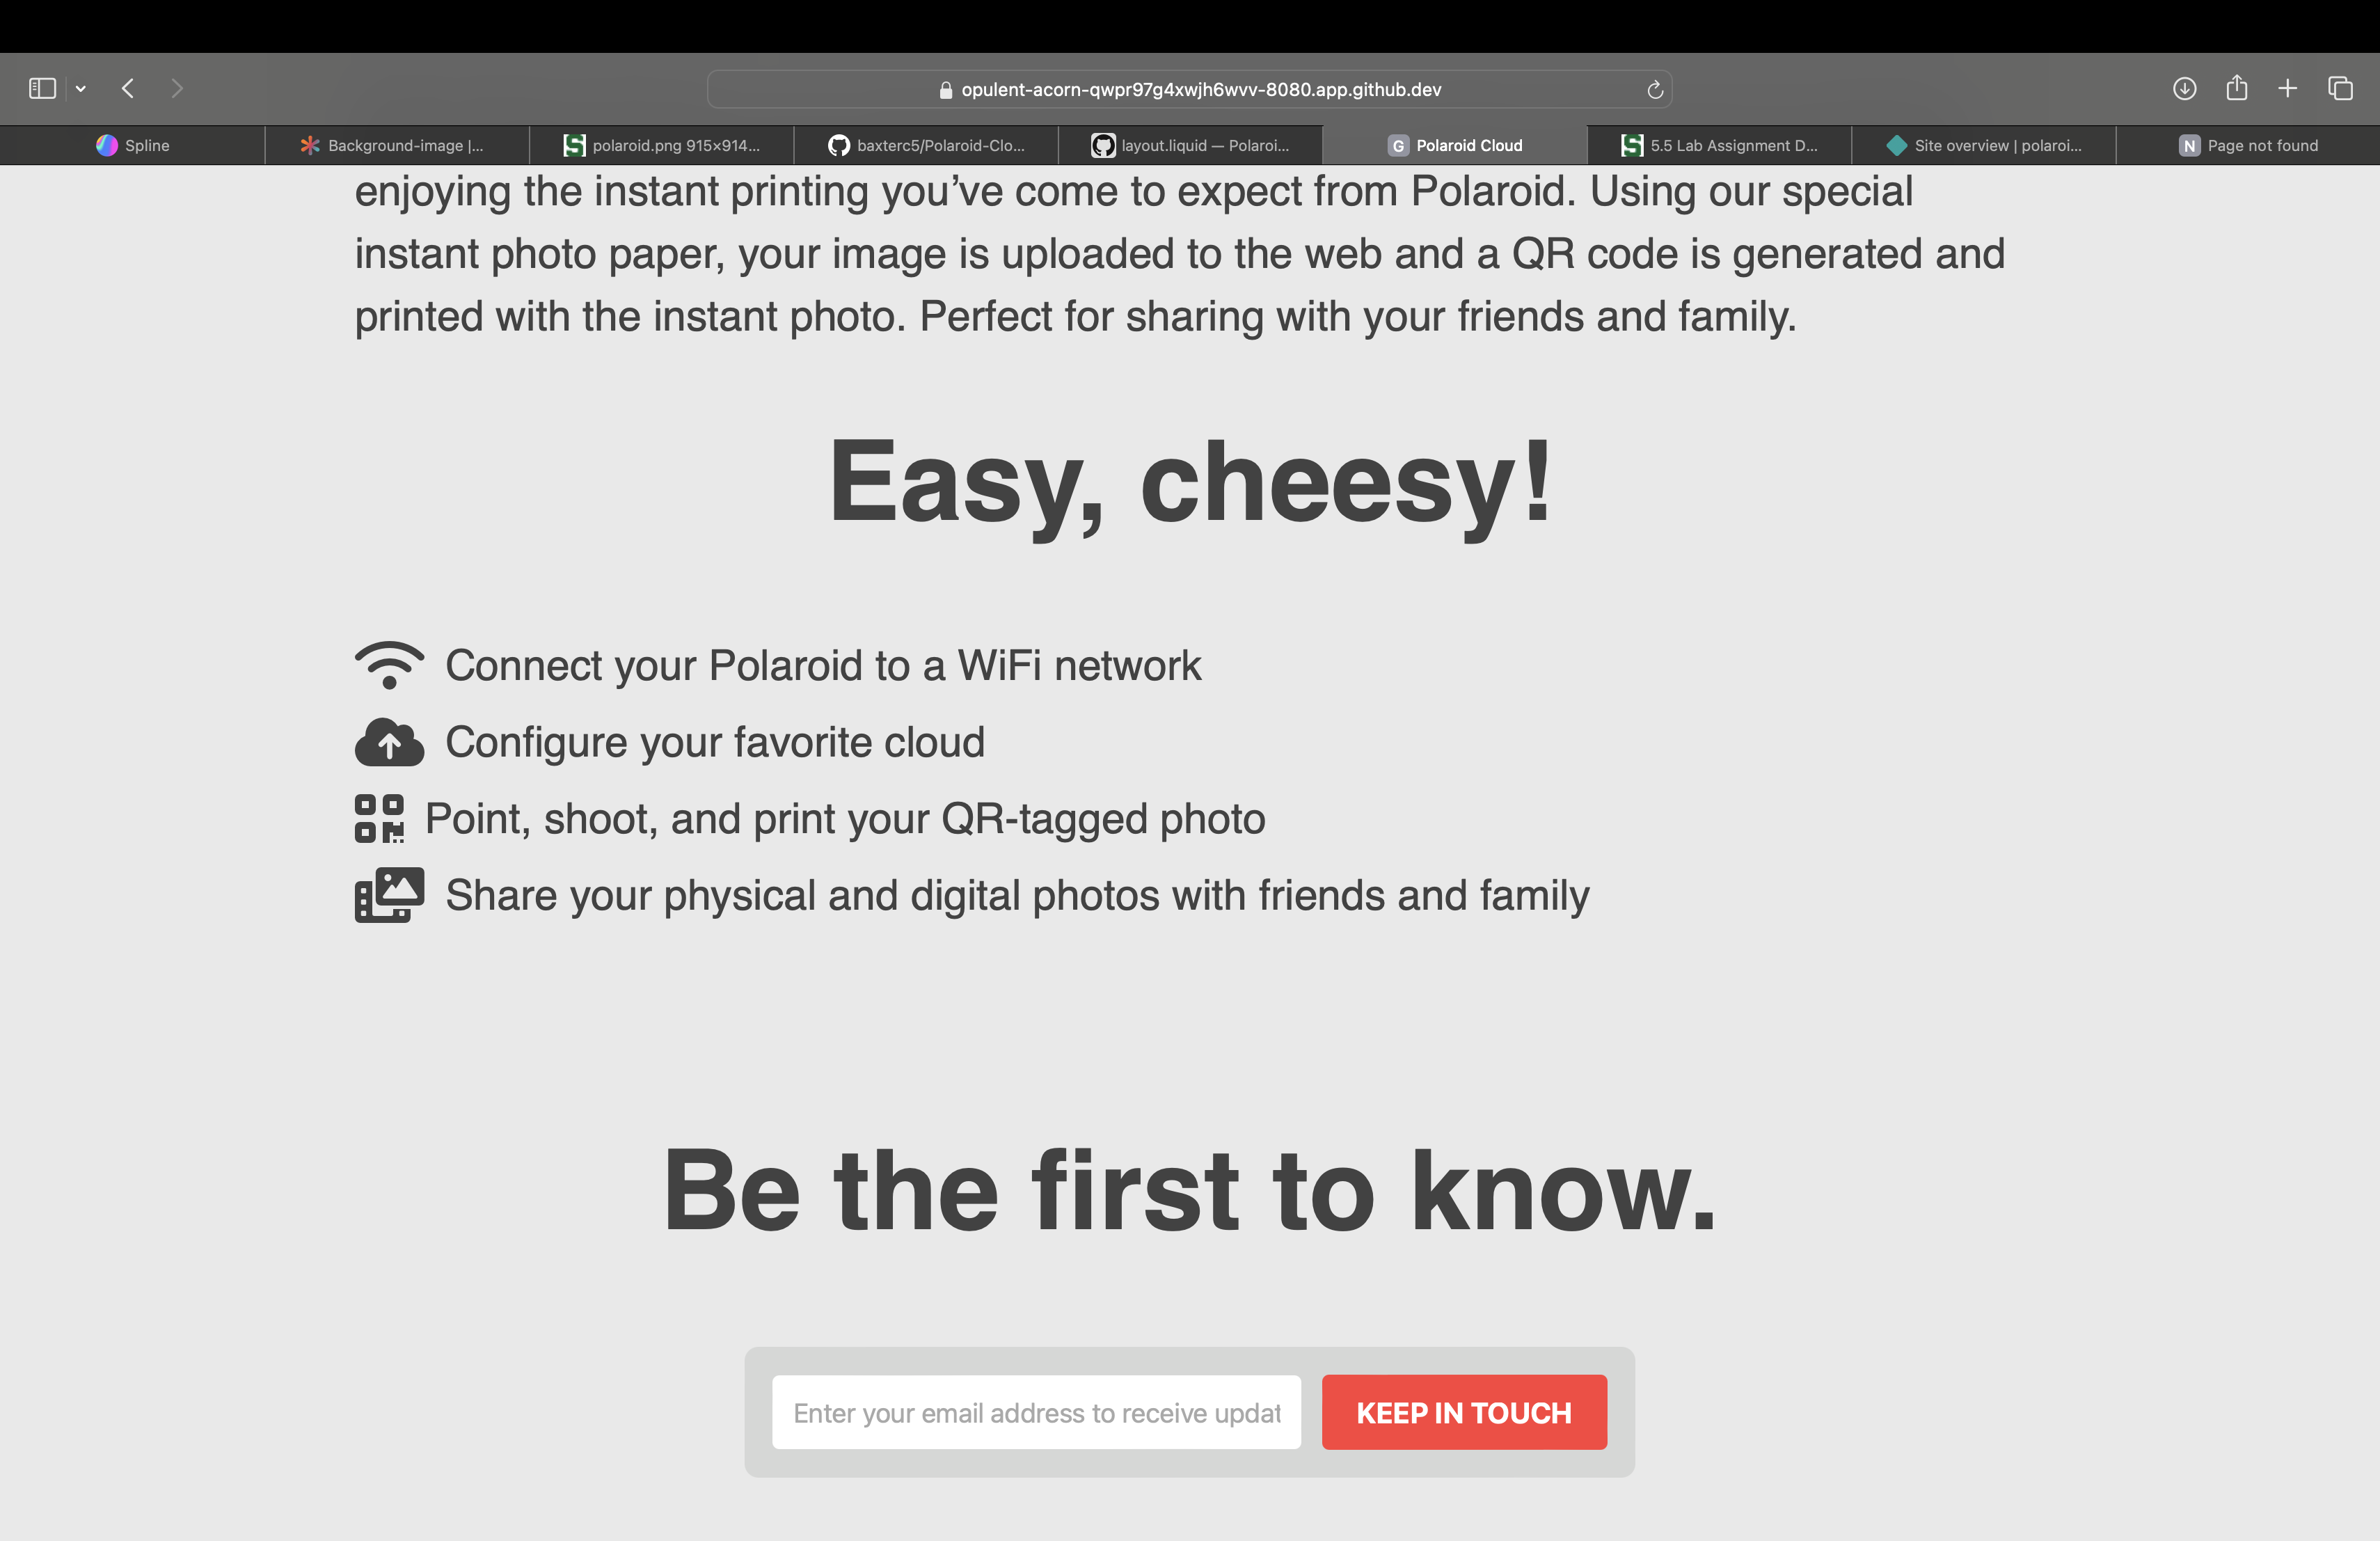 opulent-acorn-qwpr97g4xwjh6wvv-8080.app.github.dev
Spline
Background-image |...
polaroid.png 915×914...
baxterc5/Polaroid-Clo...
layout.liquid — Polaroi...
G Polaroid Cloud
5.5 Lab Assignment D...
Site overview | polaroi...
N Page not found
enjoying the instant printing you’ve come to expect from Polaroid. Using our special
instant photo paper, your image is uploaded to the web and a QR code is generated and
printed with the instant photo. Perfect for sharing with your friends and family.
Easy, cheesy!
Connect your Polaroid to a WiFi network
Configure your favorite cloud
Point, shoot, and print your QR-tagged photo
Share your physical and digital photos with friends and family
Be the first to know.
Enter your email address to receive updat
KEEP IN TOUCH